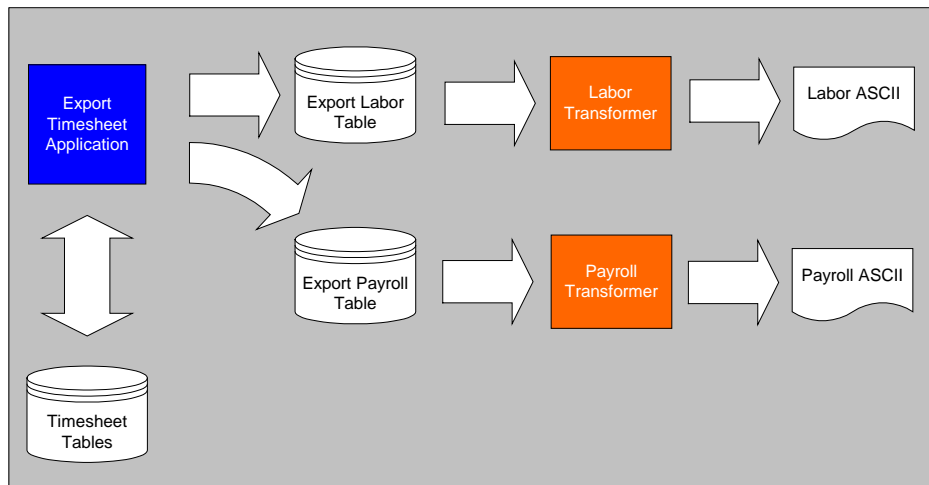 Export
Timesheet
Application
Export Labor
Table
Labor
Transformer
Labor ASCII
Export Payroll
Table
Payroll
Transformer
Payroll ASCII
Timesheet
Tables